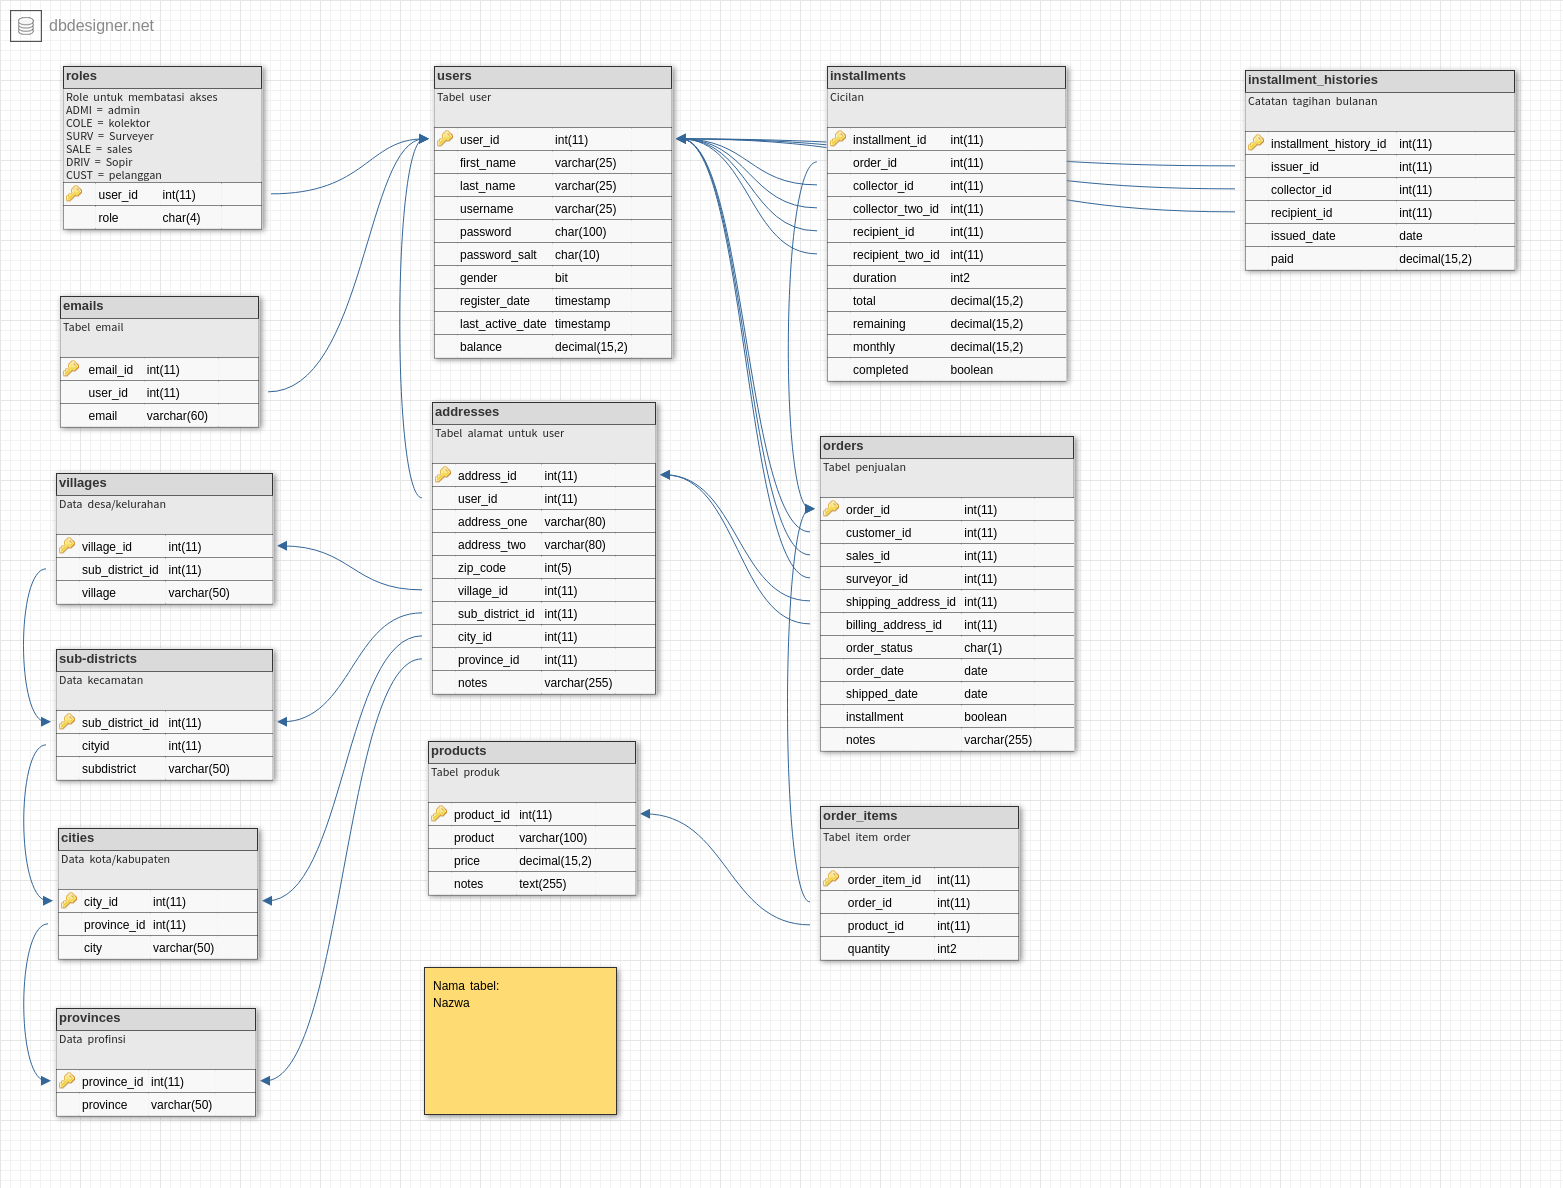 dbdesigner.net
roles
Role untuk membatasi akses
ADMI = admin
COLE = kolektor
SURV = Surveyer
SALE = sales
DRIV = Sopir
CUST = pelanggan
user_id int(11)
role char(4)
emails
Tabel email
email_id int(11)
user_id int(11)
email varchar(60)
villages
Data desa/kelurahan
village_id int(11)
sub_district_id int(11)
village varchar(50)
sub-districts
Data kecamatan
sub_district_id int(11)
cityid int(11)
subdistrict varchar(50)
cities
Data kota/kabupaten
city_id int(11)
province_id int(11)
city varchar(50)
provinces
Data profinsi
province_id int(11)
province varchar(50)
users
Tabel user
user_id int(11)
first_name varchar(25)
last_name varchar(25)
username varchar(25)
password char(100)
password_salt char(10)
gender bit
register_date timestamp
last_active_date timestamp
balance decimal(15,2)
addresses
Tabel alamat untuk user
address_id int(11)
user_id int(11)
address_one varchar(80)
address_two varchar(80)
zip_code int(5)
village_id int(11)
sub_district_id int(11)
city_id int(11)
province_id int(11)
notes varchar(255)
products
Tabel produk
product_id int(11)
product varchar(100)
price decimal(15,2)
notes text(255)
Nama tabel:
Nazwa
installments
Cicilan
installment_id int(11)
order_id int(11)
collector_id int(11)
collector_two_id int(11)
recipient_id int(11)
recipient_two_id int(11)
duration int2
total decimal(15,2)
remaining decimal(15,2)
monthly decimal(15,2)
completed boolean
orders
Tabel penjualan
order_id int(11)
customer_id int(11)
sales_id int(11)
surveyor_id int(11)
shipping_address_id int(11)
billing_address_id int(11)
order_status char(1)
order_date date
shipped_date date
installment boolean
notes varchar(255)
order_items
Tabel item order
order_item_id int(11)
order_id int(11)
product_id int(11)
quantity int2
installment_histories
Catatan tagihan bulanan
installment_history_id int(11)
issuer_id int(11)
collector_id int(11)
recipient_id int(11)
issued_date date
paid decimal(15,2)